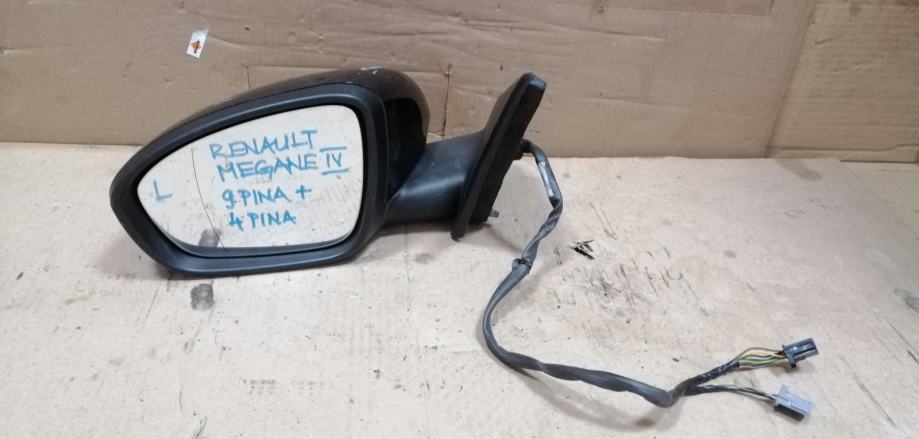 RENAULT
MEGANE IV
L
9 PINA +
4 PINA